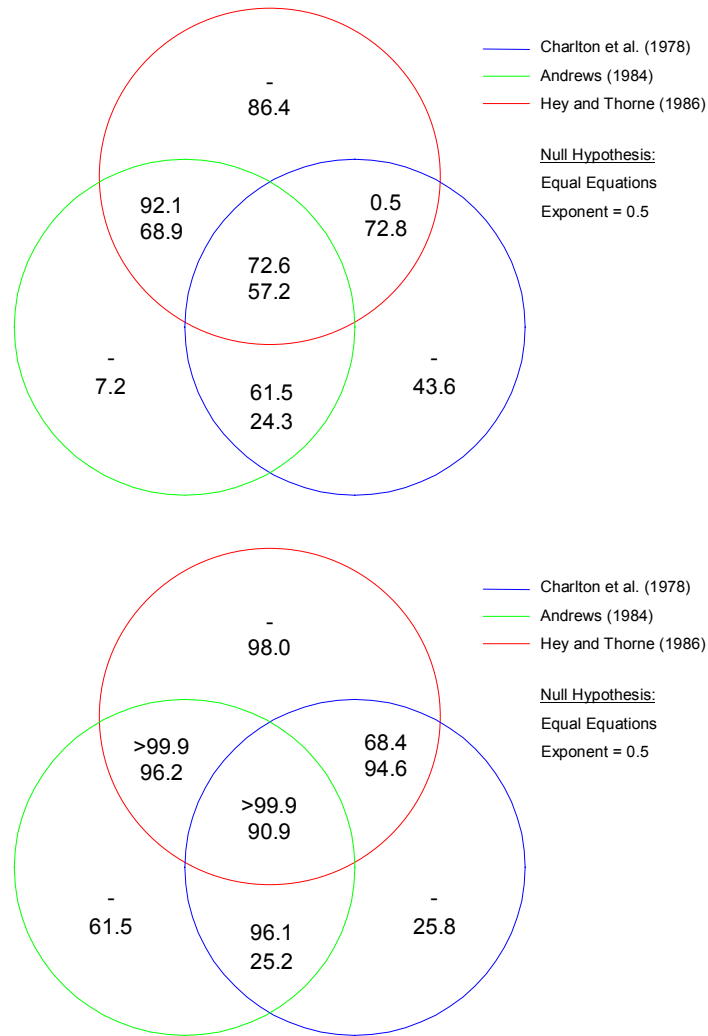 -
86.4
Charlton et al. (1978)
Andrews (1984)
Hey and Thorne (1986)
Null Hypothesis:
Equal Equations
Exponent = 0.5
92.1
68.9
0.5
72.8
72.6
57.2
-
7.2
61.5
24.3
-
43.6
-
98.0
Charlton et al. (1978)
Andrews (1984)
Hey and Thorne (1986)
Null Hypothesis:
Equal Equations
Exponent = 0.5
>99.9
96.2
68.4
94.6
>99.9
90.9
-
61.5
96.1
25.2
-
25.8